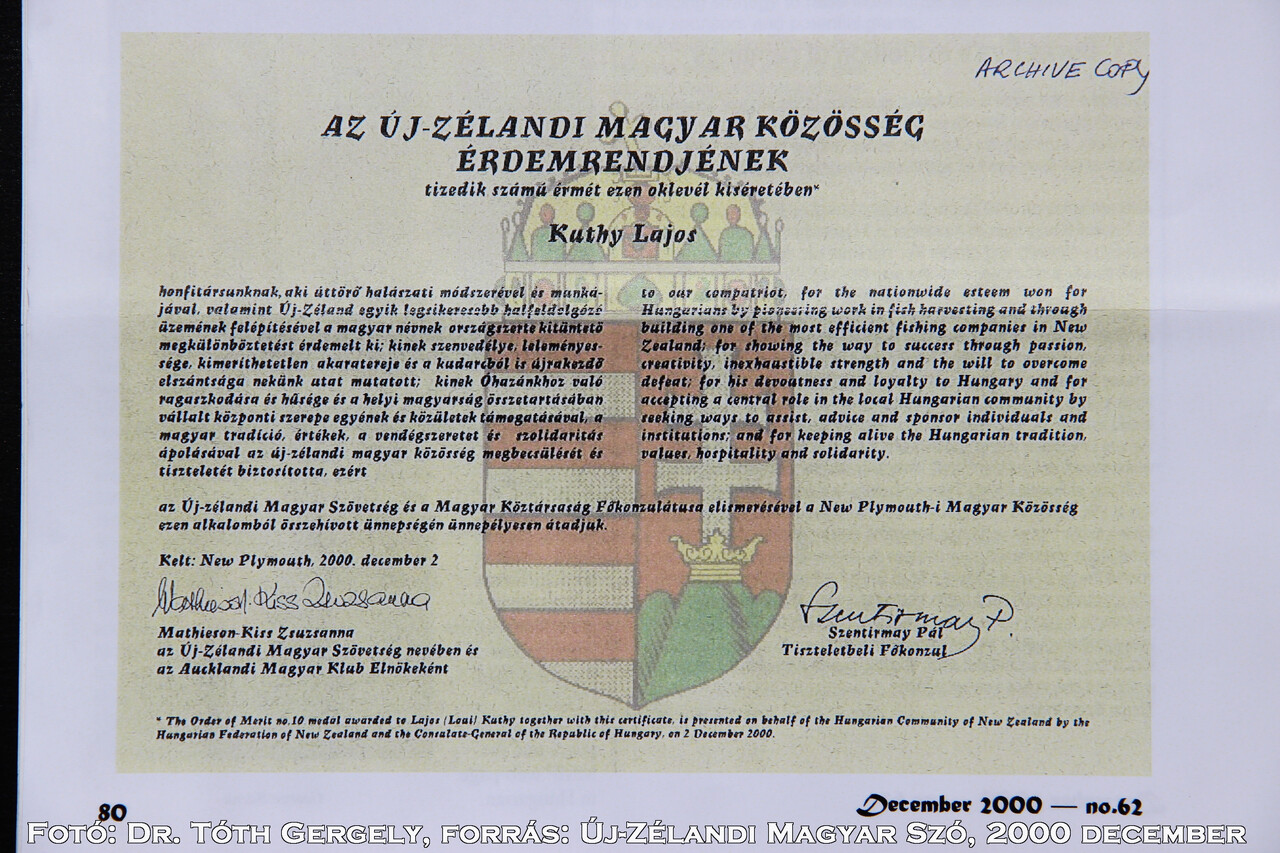 ARCHIVE COPY
AZ ÚJ-ZÉLANDI MAGYAR KÖZÖSSÉG
ÉRDEMRENDJÉNEK
tizedik számú érmét ezen oklevél kiséretében*
Kuthy Lajos
honfitársunknak, aki úttörő halászati módszerével és munká-
jával, valamint Új-Zéland egyik legsikeresebb halfeldolgózó
üzemének felépítésével a magyar névnek országszerte kitüntető
megkülönböztetést érdemelt ki; kinek szenvedélye, leleményes-
sége, kimeríthetetlen akaratereje és a kudarcból is újrakezdő
elszántsága nekünk utat mutatott; kinek Óhazánkhoz való
ragaszkodása és hűsége és a helyi magyarság összetartásában
vállalt központi szerepe egyének és közületek támogatásával, a
magyar tradíció, értékek, a vendégszeretet és szolidaritás
ápolásával az új-zélandi magyar közösség megbecsülését és
tiszteletét biztosította, ezért
to our compatriot, for the nationwide esteem won for
Hungarians by pioneering work in fish harvesting and through
building one of the most efficient fishing companies in New
Zealand; for showing the way to success through passion,
creativity, inexhaustible strength and the will to overcome
defeat; for his devoutness and loyalty to Hungary and for
accepting a central role in the local Hungarian community by
seeking ways to assist, advice and sponsor individuals and
institutions; and for keeping alive the Hungarian tradition,
values, hospitality and solidarity.
az Új-zélandi Magyar Szövetség és a Magyar Köztársaság Főkonzulátusa elismerésével a New Plymouth-i Magyar Közösség
ezen alkalomból összehívott ünnepségén ünnepélyesen átadjuk.
Kelt: New Plymouth, 2000. december 2
Mathieson-Kiss Zsuzsanna
Szentirmay P.
Mathieson-Kiss Zsuzsanna
az Új-Zélandi Magyar Szövetség nevében és
az Aucklandi Magyar Klub Elnökeként
Szentirmay Pál
Tiszteletbeli Főkonzul
* The Order of Merit no.10 medal awarded to Lajos (Loui) Kuthy together with this certificate, is presented on behalf of the Hungarian Community of New Zealand by the
Hungarian Federation of New Zealand and the Consulate-General of the Republic of Hungary, on 2 December 2000.
80
December 2000 — no.62
Fotó: Dr. Tóth Gergely, forrás: Új-Zélandi Magyar Szó, 2000 december